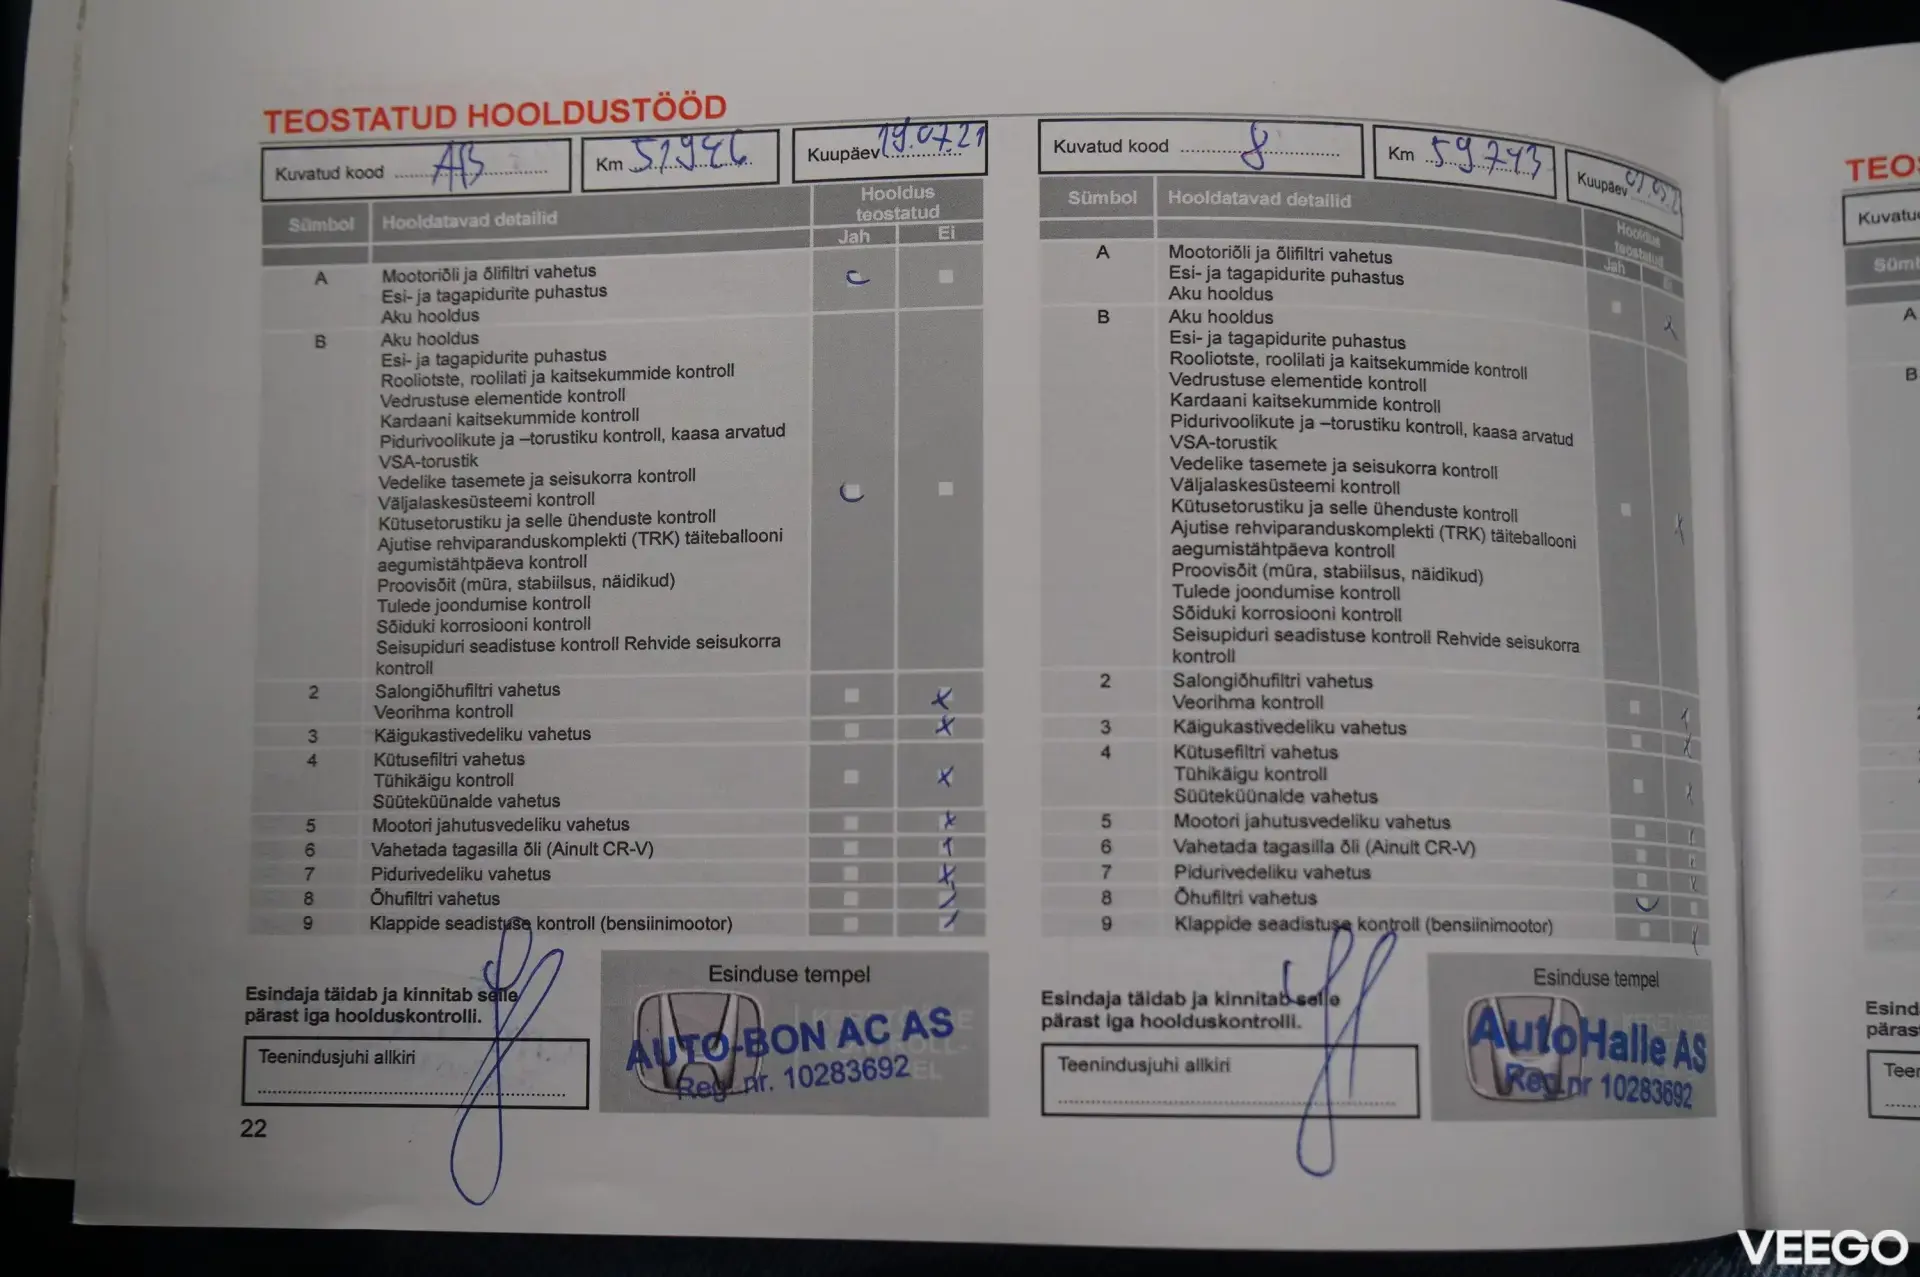 TEOSTATUD HOOLDUSTÖÖD
Kuvatud kood AB Km 51946 Kuupäev 19.07.21
Sümbol Hooldatavad detailid Hooldus teostatud
Jah Ei
A Mootoriõli ja õlifiltri vahetus
Esi- ja tagapidurite puhastus
Aku hooldus
B Aku hooldus
Esi- ja tagapidurite puhastus
Rooliotste, roolilati ja kaitsekummide kontroll
Vedrustuse elementide kontroll
Kardaani kaitsekummide kontroll
Pidurivoolikute ja –torustiku kontroll, kaasa arvatud
VSA-torustik
Vedelike tasemete ja seisukorra kontroll
Väljalaskesüsteemi kontroll
Kütusetorustiku ja selle ühenduste kontroll
Ajutise rehviparanduskomplekti (TRK) täiteballooni
aegumistähtpäeva kontroll
Proovisõit (müra, stabiilsus, näidikud)
Tulede joondumise kontroll
Sõiduki korrosiooni kontroll
Seisupiduri seadistuse kontroll Rehvide seisukorra
kontroll
2 Salongiõhufiltri vahetus
Veorihma kontroll
3 Käigukastivedeliku vahetus
4 Kütusefiltri vahetus
Tühikäigu kontroll
Süüteküünalde vahetus
5 Mootori jahutusvedeliku vahetus
6 Vahetada tagasilla õli (Ainult CR-V)
7 Pidurivedeliku vahetus
8 Õhufiltri vahetus
9 Klappide seadistuse kontroll (bensiinimootor)
Esindaja täidab ja kinnitab selle
pärast iga hoolduskontrolli.
Teenindusjuhi allkiri
Esinduse tempel
AUTO-BON AC AS
Reg. nr. 10283692
22
Kuvatud kood 8 Km 59743 Kuupäev
Sümbol Hooldatavad detailid Hooldus teostatud
Jah Ei
A Mootoriõli ja õlifiltri vahetus
Esi- ja tagapidurite puhastus
Aku hooldus
B Aku hooldus
Esi- ja tagapidurite puhastus
Rooliotste, roolilati ja kaitsekummide kontroll
Vedrustuse elementide kontroll
Kardaani kaitsekummide kontroll
Pidurivoolikute ja –torustiku kontroll, kaasa arvatud
VSA-torustik
Vedelike tasemete ja seisukorra kontroll
Väljalaskesüsteemi kontroll
Kütusetorustiku ja selle ühenduste kontroll
Ajutise rehviparanduskomplekti (TRK) täiteballooni
aegumistähtpäeva kontroll
Proovisõit (müra, stabiilsus, näidikud)
Tulede joondumise kontroll
Sõiduki korrosiooni kontroll
Seisupiduri seadistuse kontroll Rehvide seisukorra
kontroll
2 Salongiõhufiltri vahetus
Veorihma kontroll
3 Käigukastivedeliku vahetus
4 Kütusefiltri vahetus
Tühikäigu kontroll
Süüteküünalde vahetus
5 Mootori jahutusvedeliku vahetus
6 Vahetada tagasilla õli (Ainult CR-V)
7 Pidurivedeliku vahetus
8 Õhufiltri vahetus
9 Klappide seadistuse kontroll (bensiinimootor)
Esindaja täidab ja kinnitab selle
pärast iga hoolduskontrolli.
Teenindusjuhi allkiri
Esinduse tempel
AutoHalle AS
Reg.nr 10283692
A
B
VEEGO